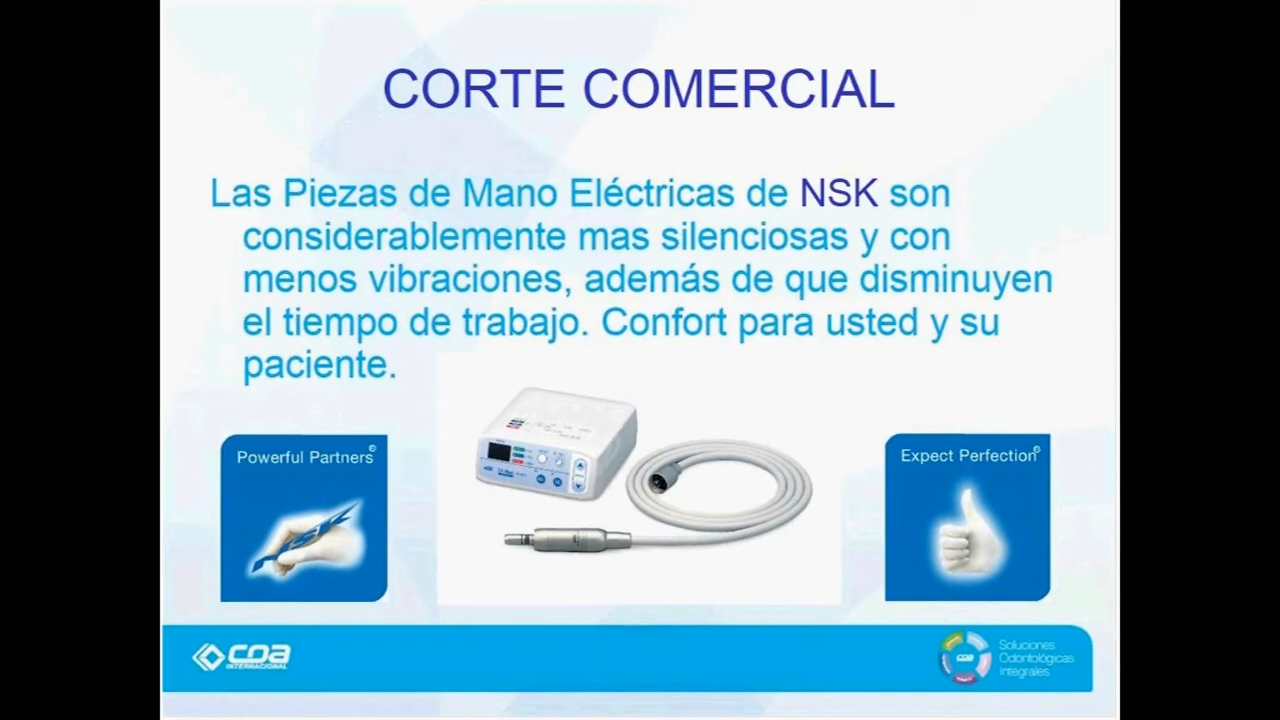 CORTE COMERCIAL
Las Piezas de Mano Eléctricas de NSK son
considerablemente mas silenciosas y con
menos vibraciones, además de que disminuyen
el tiempo de trabajo. Confort para usted y su
paciente.
Powerful Partners®
Expect Perfection®
coa
INTERNACIONAL
coa
Soluciones
Odontológicas
Integrales